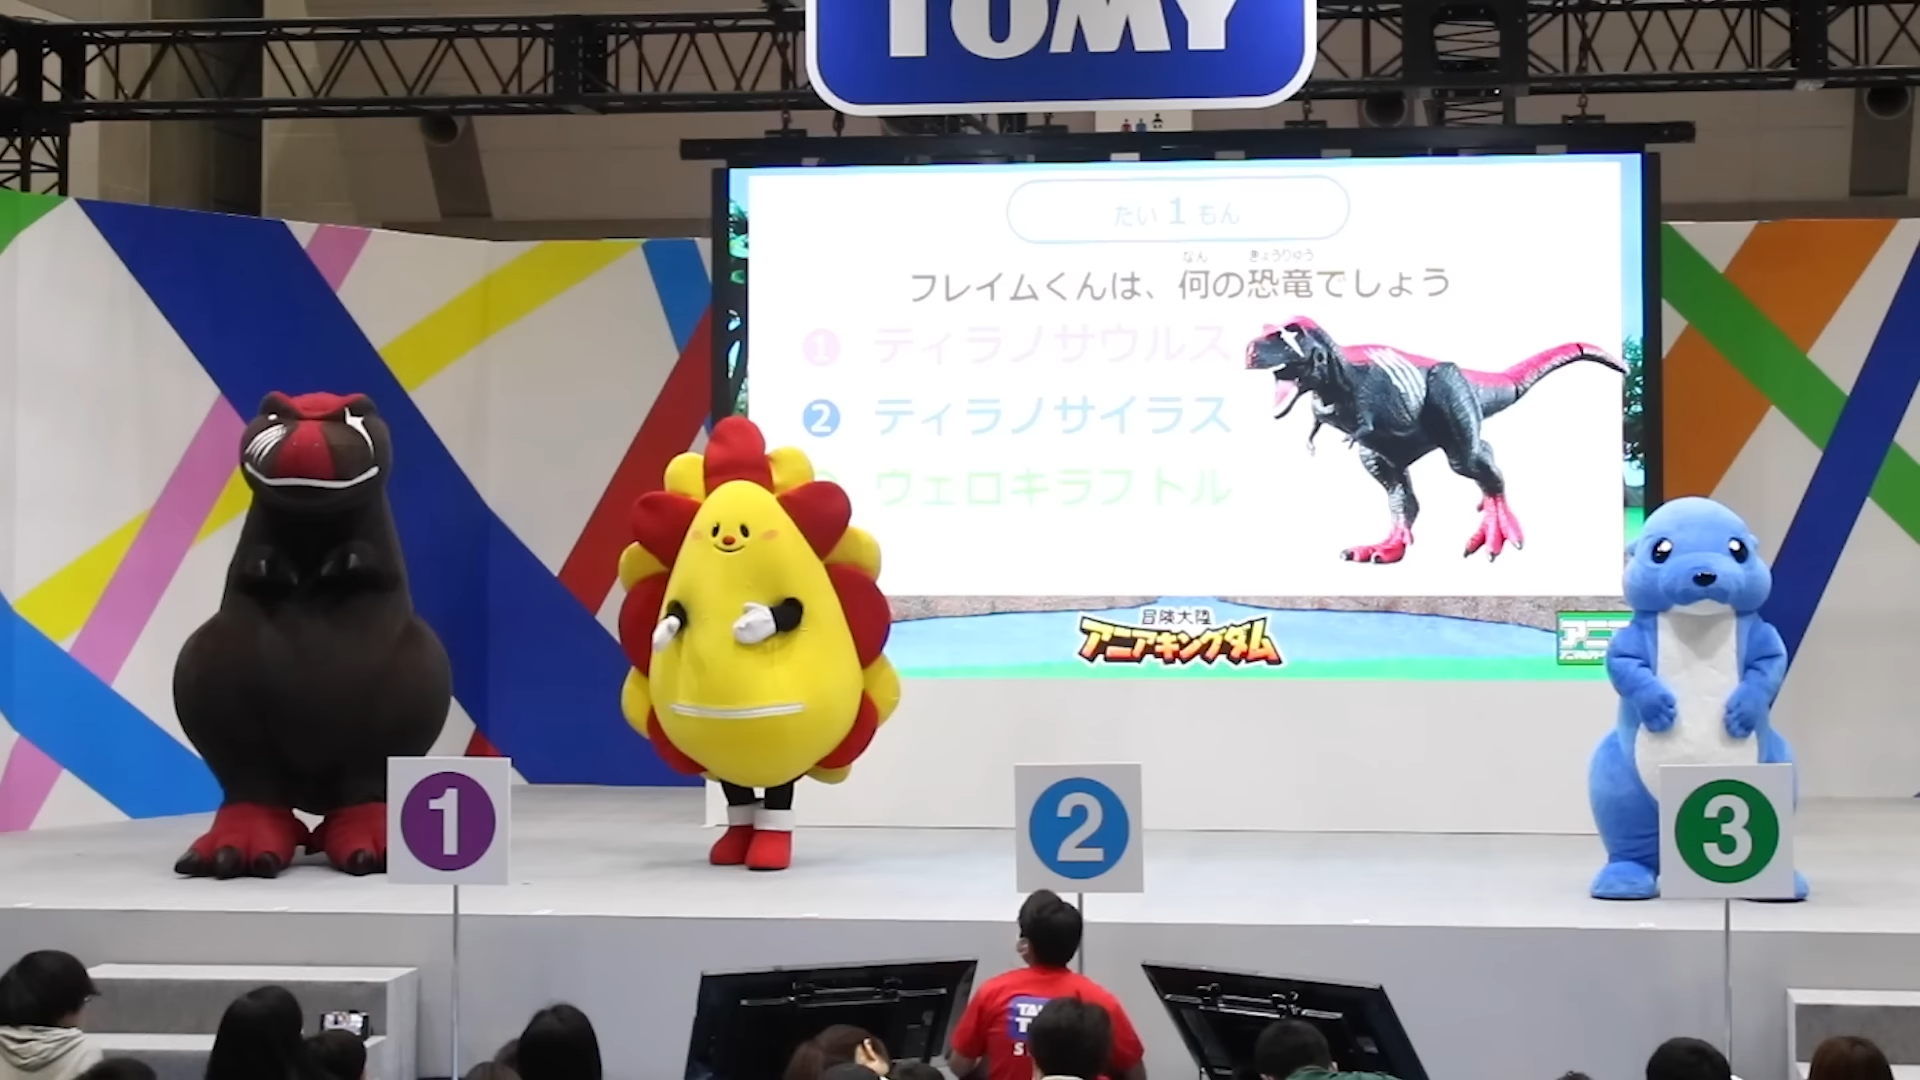 TOMY
たい1もん
なん きょうりゅう
フレイムくんは、何の恐竜でしょう
1 ティラノサウルス
2 ティラノサイラス
ウェロキラプトル
冒険大陸
アニアキングダム
アニア
1
2
3